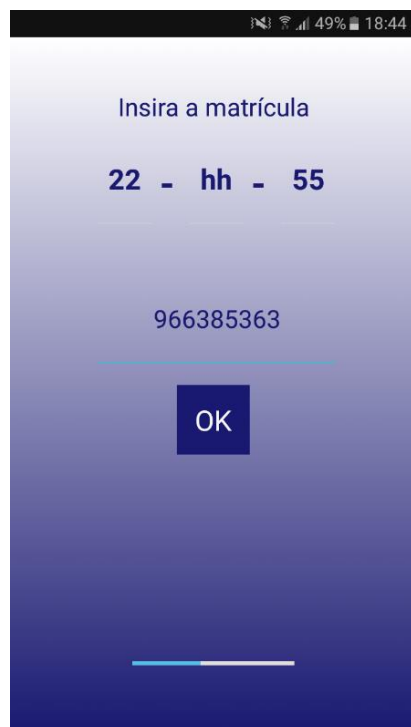 49% 18:44
Insira a matrícula
22 - hh - 55
966385363
OK